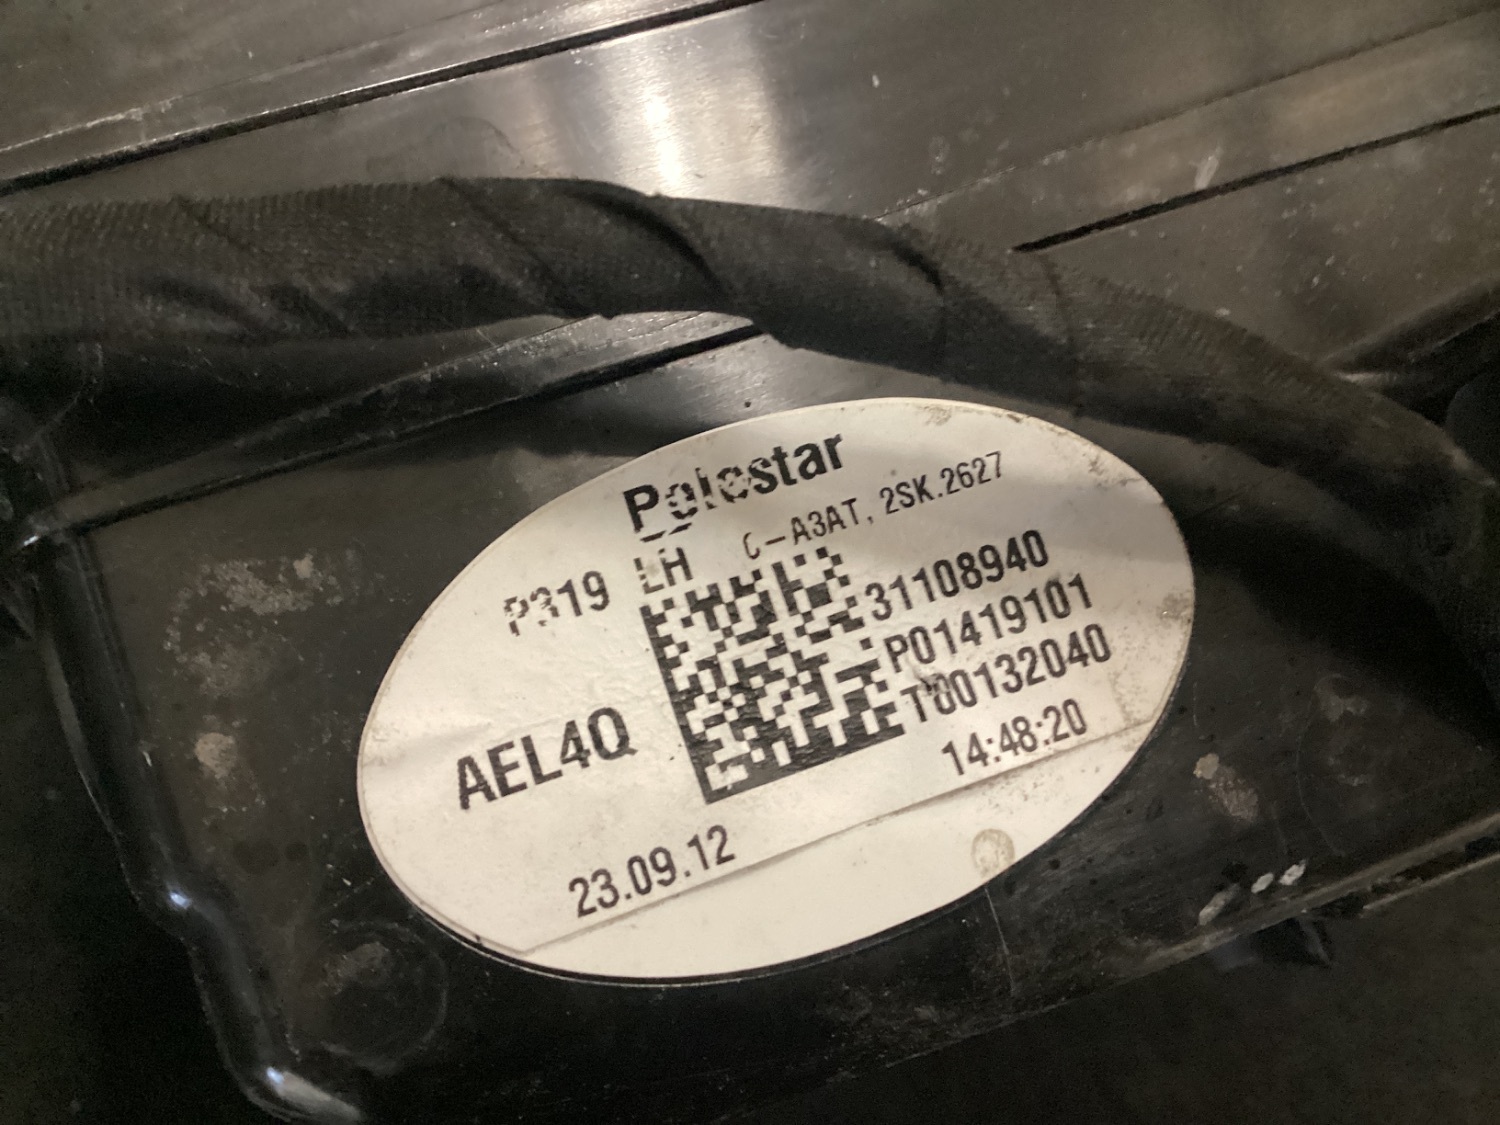 Polestar
C-A3AT, 2SK.2627
P319 LH
31108940
P01419101
AEL4Q
T00132040
14:48:20
23.09.12